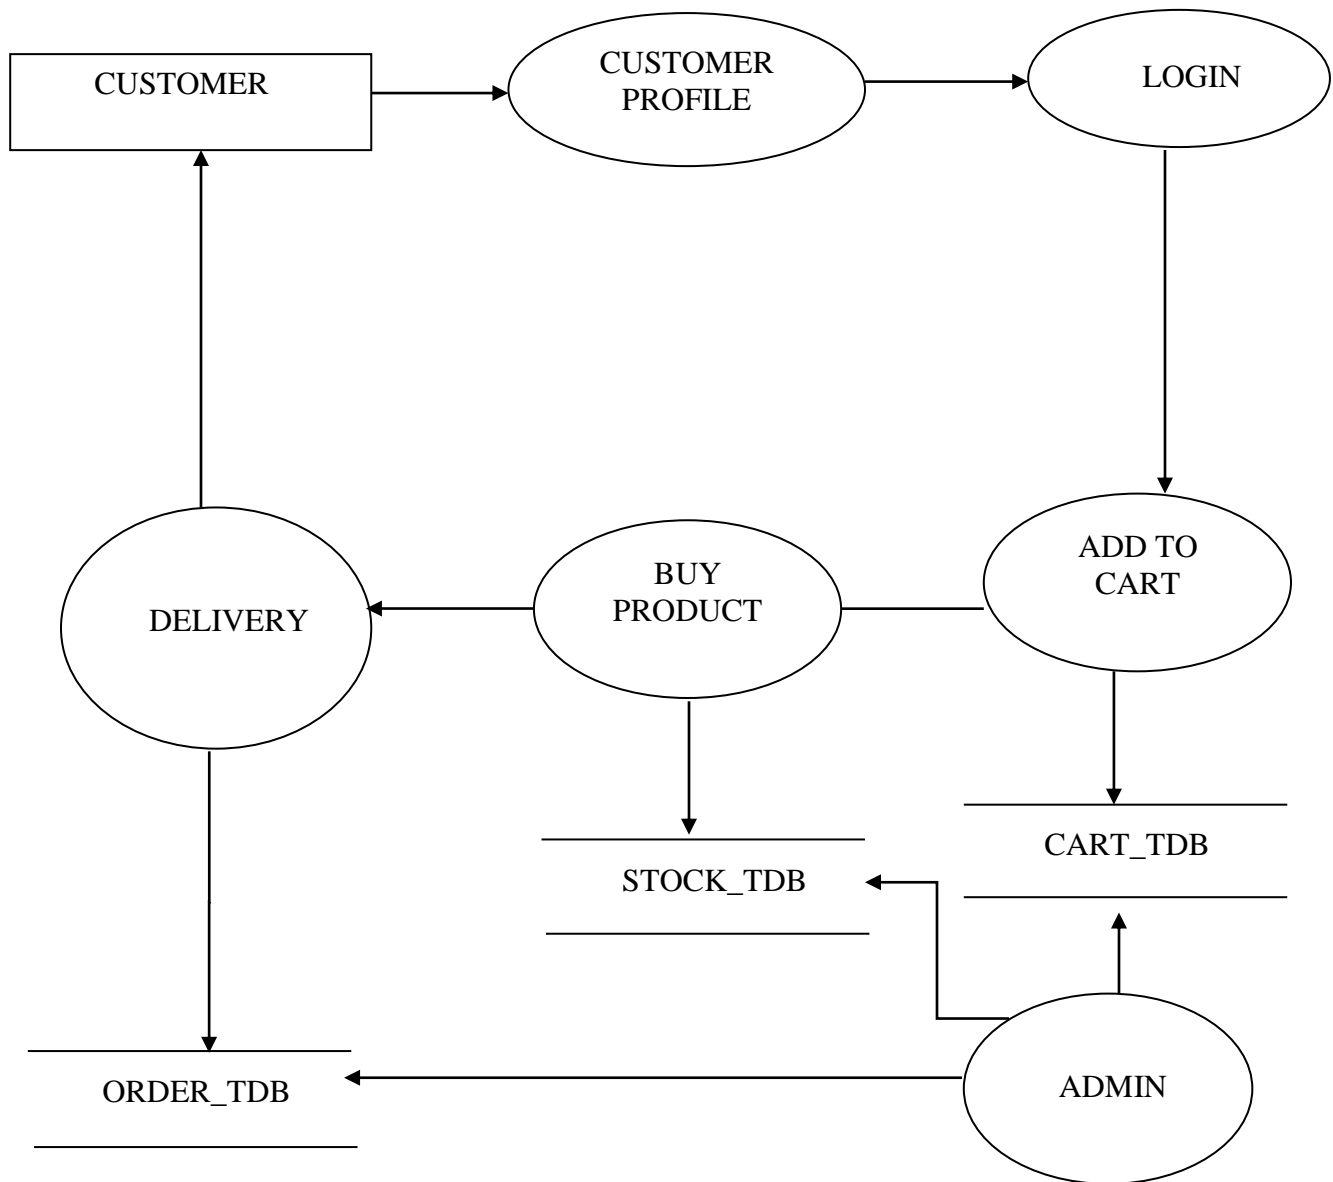 CUSTOMER
CUSTOMER
PROFILE
LOGIN
DELIVERY
BUY
PRODUCT
ADD TO
CART
STOCK_TDB
CART_TDB
ORDER_TDB
ADMIN